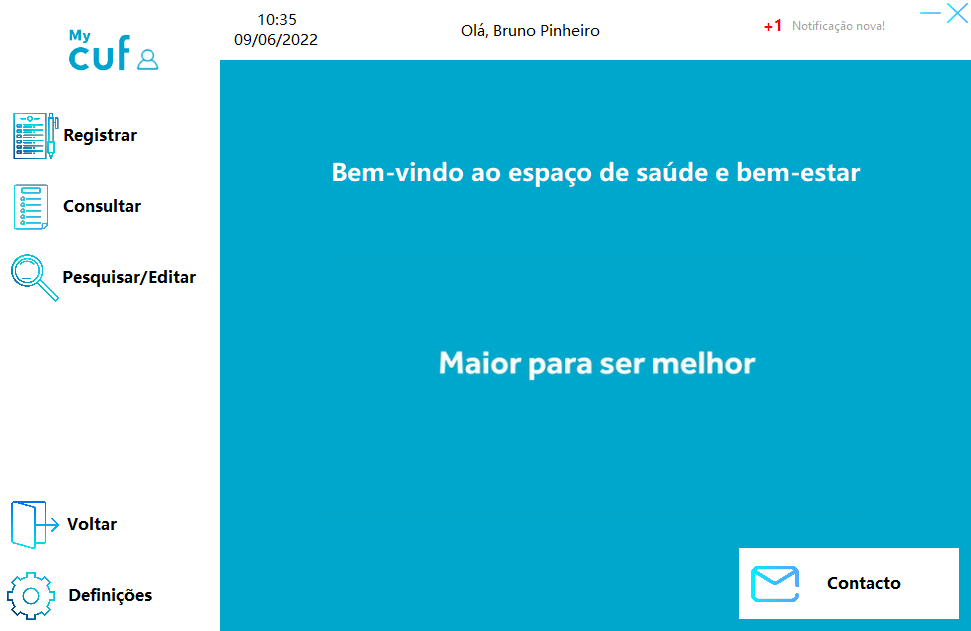 My
cuf
10:35
09/06/2022
Olá, Bruno Pinheiro
+1 Notificação nova!
Registrar
Consultar
Pesquisar/Editar
Bem-vindo ao espaço de saúde e bem-estar
Maior para ser melhor
Voltar
Definições
Contacto